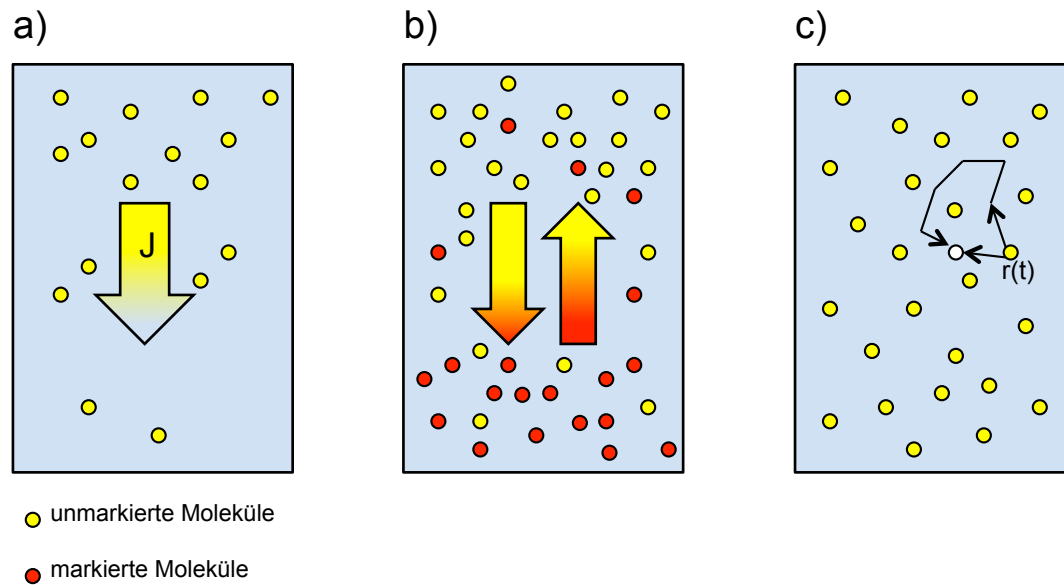 a)
b)
c)
J
r(t)
unmarkierte Moleküle
markierte Moleküle